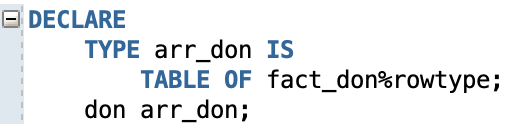 DECLARE
TYPE arr_don IS
TABLE OF fact_don%rowtype;
don arr_don;